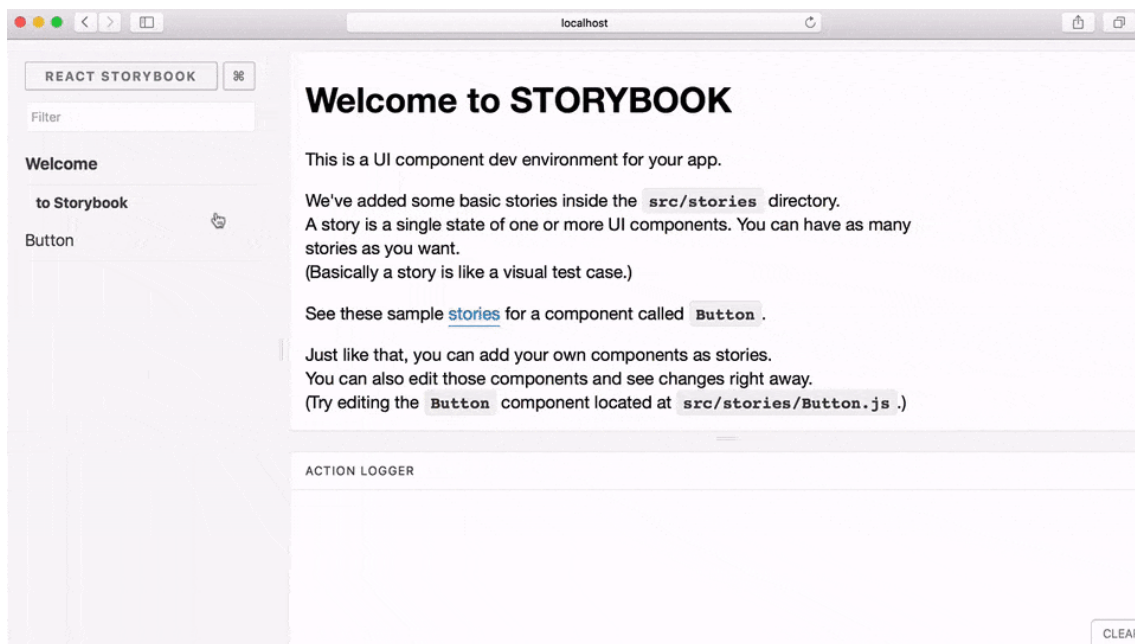 localhost
REACT STORYBOOK ⌘
Filter
Welcome
to Storybook
Button
Welcome to STORYBOOK
This is a UI component dev environment for your app.
We've added some basic stories inside the src/stories directory.
A story is a single state of one or more UI components. You can have as many
stories as you want.
(Basically a story is like a visual test case.)
See these sample stories for a component called Button.
Just like that, you can add your own components as stories.
You can also edit those components and see changes right away.
(Try editing the Button component located at src/stories/Button.js.)
ACTION LOGGER